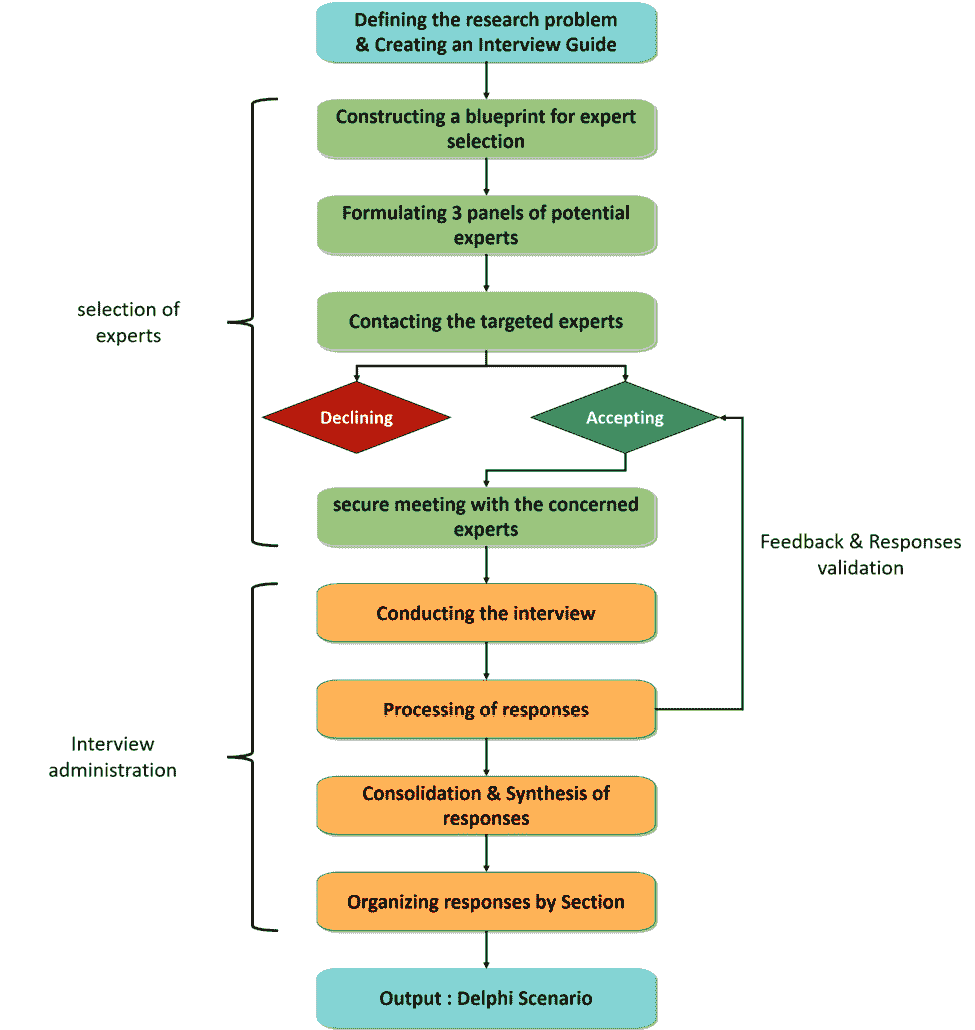 Defining the research problem
& Creating an Interview Guide
Constructing a blueprint for expert
selection
Formulating 3 panels of potential
experts
selection of
experts
Contacting the targeted experts
Declining
Accepting
secure meeting with the concerned
experts
Feedback & Responses
validation
Conducting the interview
Processing of responses
Interview
administration
Consolidation & Synthesis of
responses
Organizing responses by Section
Output : Delphi Scenario